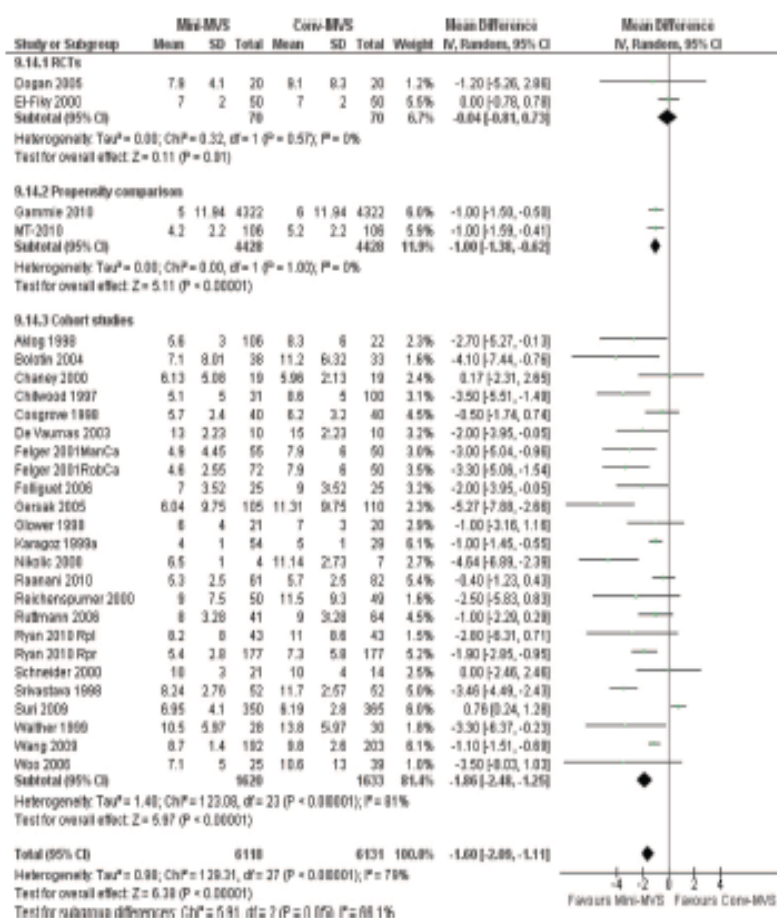 Mini-MVS Conv-MVS Mean Difference Mean Difference
Study or Subgroup Mean SD Total Mean SD Total Weight IV, Random, 95% CI IV, Random, 95% CI
9.14.1 RCTs
Dogan 2005 7.9 4.1 20 9.1 8.3 20 1.2% -1.20 [-5.26, 2.86]
El-Fiky 2000 7 2 50 7 2 50 5.5% 0.00 [-0.78, 0.78]
Subtotal (95% CI) 70 70 6.7% -0.04 [-0.81, 0.73]
Heterogeneity: Tau² = 0.00; Chi² = 0.32, df = 1 (P = 0.57); I² = 0%
Test for overall effect: Z = 0.11 (P = 0.91)
9.14.2 Propensity comparison
Gammie 2010 5 11.94 4322 6 11.94 4322 6.0% -1.00 [-1.50, -0.50]
MT-2010 4.2 2.2 106 5.2 2.2 106 5.9% -1.00 [-1.59, -0.41]
Subtotal (95% CI) 4428 4428 11.9% -1.00 [-1.38, -0.62]
Heterogeneity: Tau² = 0.00; Chi² = 0.00, df = 1 (P = 1.00); I² = 0%
Test for overall effect: Z = 5.11 (P < 0.00001)
9.14.3 Cohort studies
Aklog 1998 5.6 3 106 8.3 6 22 2.3% -2.70 [-5.27, -0.13]
Bolotin 2004 7.1 8.01 38 11.2 6.32 33 1.6% -4.10 [-7.44, -0.76]
Chaney 2000 6.13 5.08 19 5.96 2.13 19 2.4% 0.17 [-2.31, 2.65]
Chitwood 1997 5.1 5 31 8.6 5 100 2.9%
Cosgrove 1998 5.7 2.4 40 6.2 3.2 40 -0.50 [-1.74, 0.74]
De Vaumas 2003 13 2.23 10 15 2.23 10 -2.00 [-3.95, -0.05]
Felger 2001ManCa 4.9 4.45 55 7.9 6 50 -3.00 [-5.04, -0.96]
Felger 2001RobCa 4.6 2.55 72 7.9 6 50 -3.30 [-5.06, -1.54]
Folliguet 2006 7 3.52 25 9 3.52 25 -2.00 [-3.95, -0.05]
Gersak 2005 6.04 9.75 105 11.31 9.75 110 2.3% -5.27 [-7.88, -2.66]
Glower 1998 6 4 21 7 3 20 2.9% -1.00 [-3.16, 1.16]
Karagoz 1999a 4 1 54 5 1 29 6.1% -1.00 [-1.45, -0.55]
Nikolic 2000 6.5 1 4 11.14 2.73 7 2.7% -4.64 [-6.89, -2.39]
Raanani 2010 5.3 2.5 61 5.7 2.5 82 5.4% -0.40 [-1.23, 0.43]
Reichenspurner 2000 9 7.5 50 11.5 9.3 49 1.6% -2.50 [-5.83, 0.83]
Ruttmann 2006 8 3.28 41 9 3.28 64 -1.00 [-2.29, 0.29]
Ryan 2010 Rpl 8.2 8 43 11 8.6 43 -2.80 [-6.31, 0.71]
Ryan 2010 Rpr 5.4 2.8 177 7.3 5.8 177 5.2% -1.90 [-2.85, -0.95]
Schneider 2000 10 3 21 10 4 14 2.5% 0.00 [-2.46, 2.46]
Srivastava 1998 8.24 2.76 52 11.7 2.57 52 -3.46 [-4.49, -2.43]
Suri 2009 6.95 4.1 350 6.19 2.8 365 0.76 [0.24, 1.28]
Walther 1999 10.5 5.97 28 13.8 5.97 30 -3.30 [-6.37, -0.23]
Wang 2009 8.7 1.4 192 9.8 2.6 203 -1.10 [-1.51, -0.69]
Woo 2006 7.1 5 25 10.6 13 39 -3.50 [-8.03, 1.03]
Subtotal (95% CI) 1620 1633 81.4% -1.86 [-2.48, -1.25]
Heterogeneity: Tau² = 1.40; Chi² = 123.08, df = 23 (P < 0.00001); I² = 81%
Test for overall effect: Z = 5.97 (P < 0.00001)
Total (95% CI) 6118 6131 100.0% -1.60 [-2.09, -1.11]
Heterogeneity: Tau² = 0.98; Chi² = 129.31, df = 27 (P < 0.00001); I² = 79%
Test for overall effect: Z = 6.38 (P < 0.00001)
Test for subgroup differences: Chi² = 5.91, df = 2 (P = 0.05), I² = 66.1%
-4 -2 0 2 4
Favours Mini-MVS Favours Conv-MVS